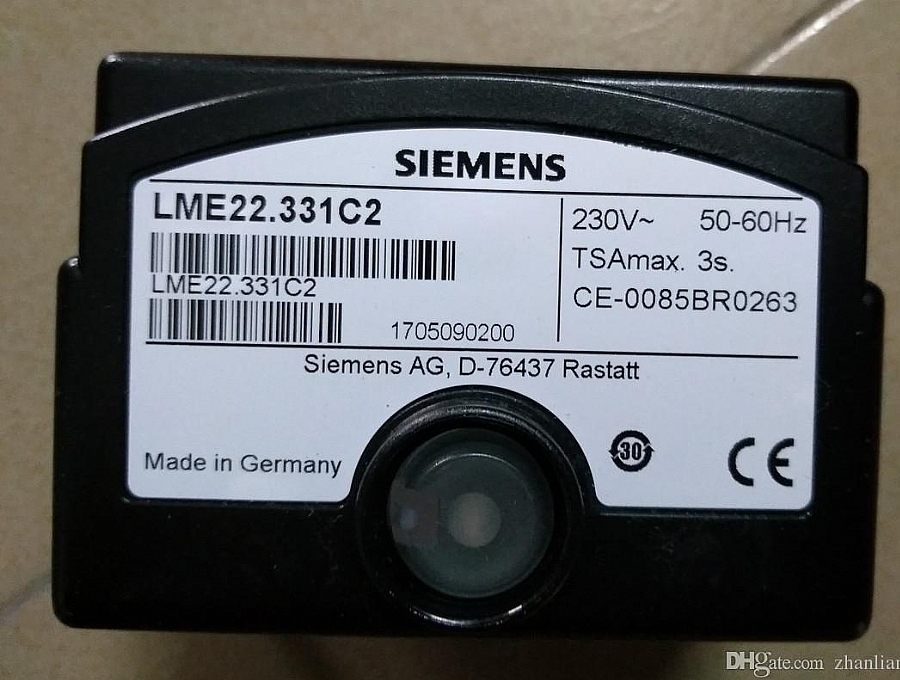 SIEMENS
LME22.331C2
LME22.331C2
1705090200
230V~ 50-60Hz
TSAmax. 3s.
CE-0085BR0263
Siemens AG, D-76437 Rastatt
Made in Germany
30
CE
DHgate.com zhanlian